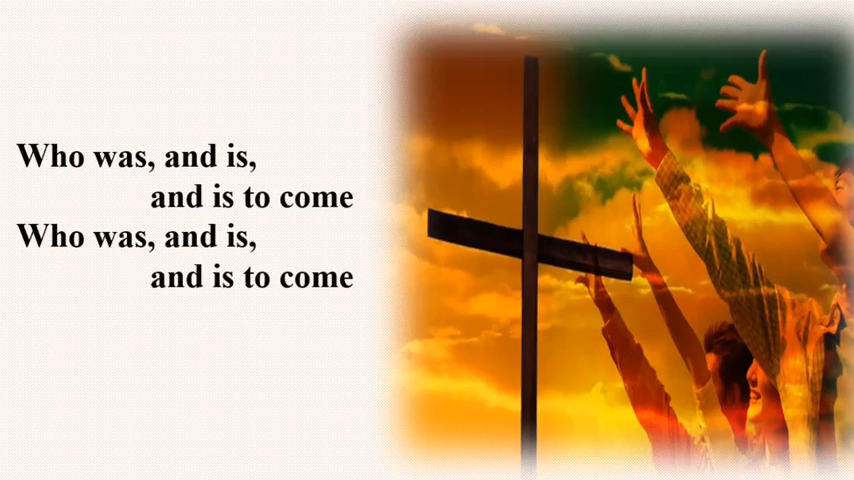 Who was, and is,
and is to come
Who was, and is,
and is to come